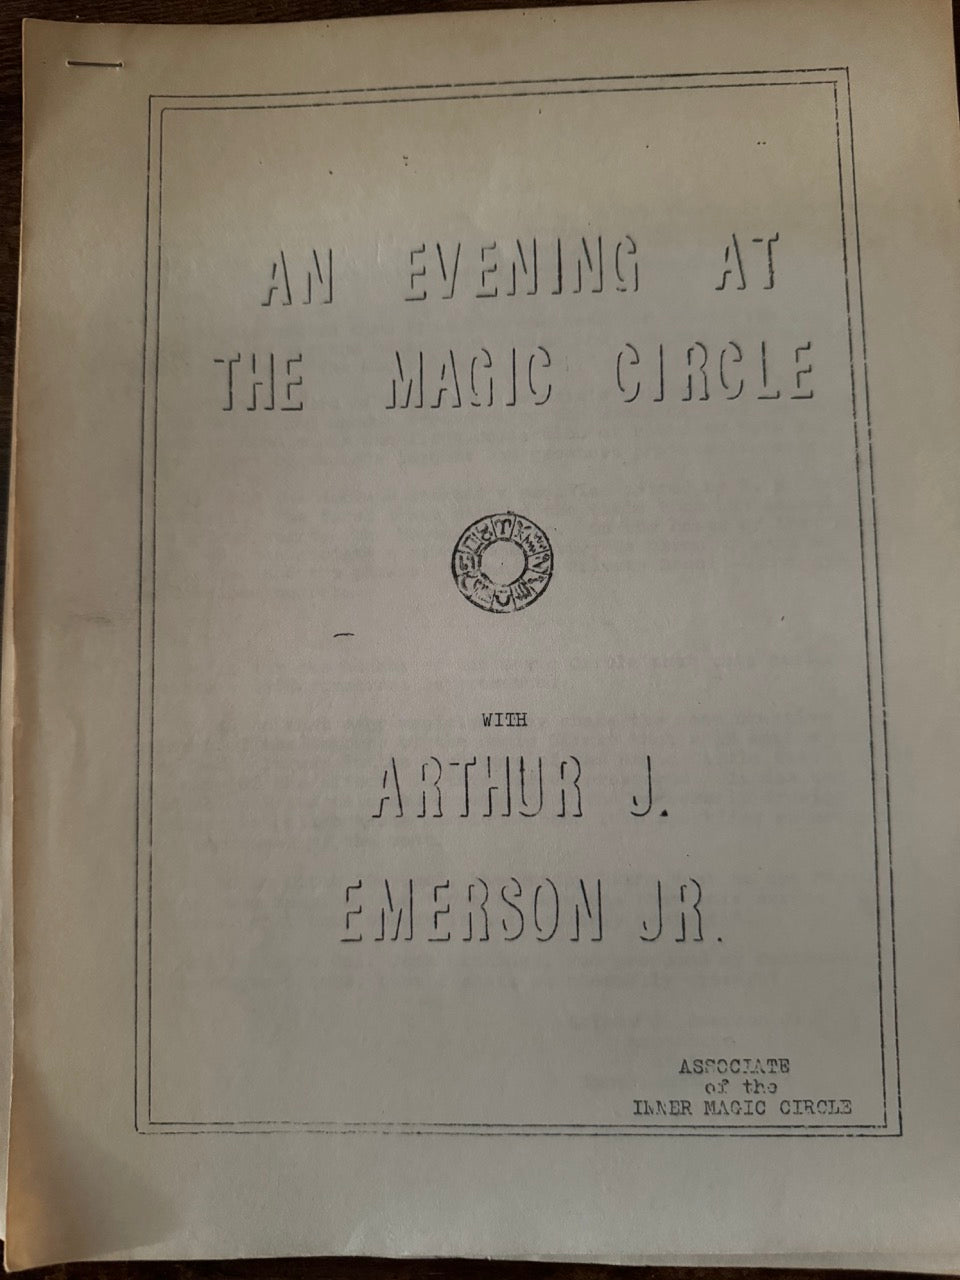 AN EVENING AT
THE MAGIC CIRCLE
WITH
ARTHUR J.
EMERSON JR.
ASSOCIATE
of the
INNER MAGIC CIRCLE